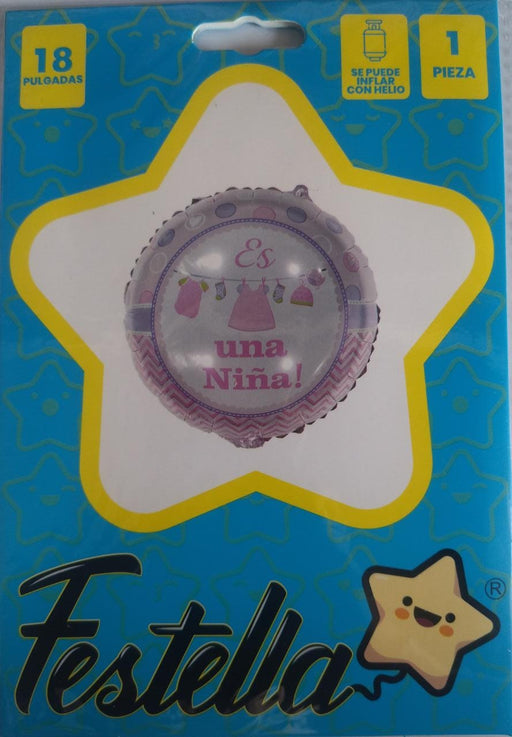 18
PULGADAS
SE PUEDE
INFLAR
CON HELIO
1
PIEZA
Es
una
Niña!
Festella
®